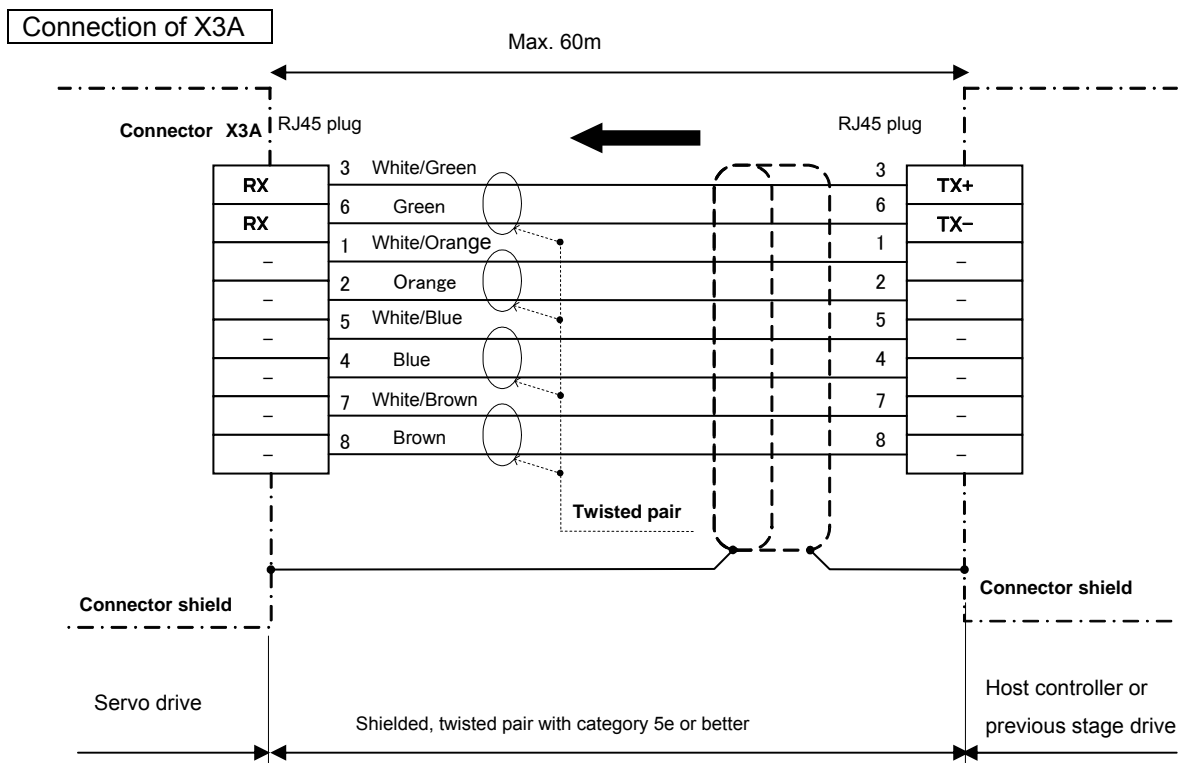 Connection of X3A
Max. 60m
Connector X3A
RJ45 plug
RJ45 plug
RX 3 White/Green 3 TX+
RX 6 Green 6 TX−
– 1 White/Orange 1 –
– 2 Orange 2 –
– 5 White/Blue 5 –
– 4 Blue 4 –
– 7 White/Brown 7 –
– 8 Brown 8 –
Twisted pair
Connector shield
Connector shield
Servo drive
Shielded, twisted pair with category 5e or better
Host controller or
previous stage drive